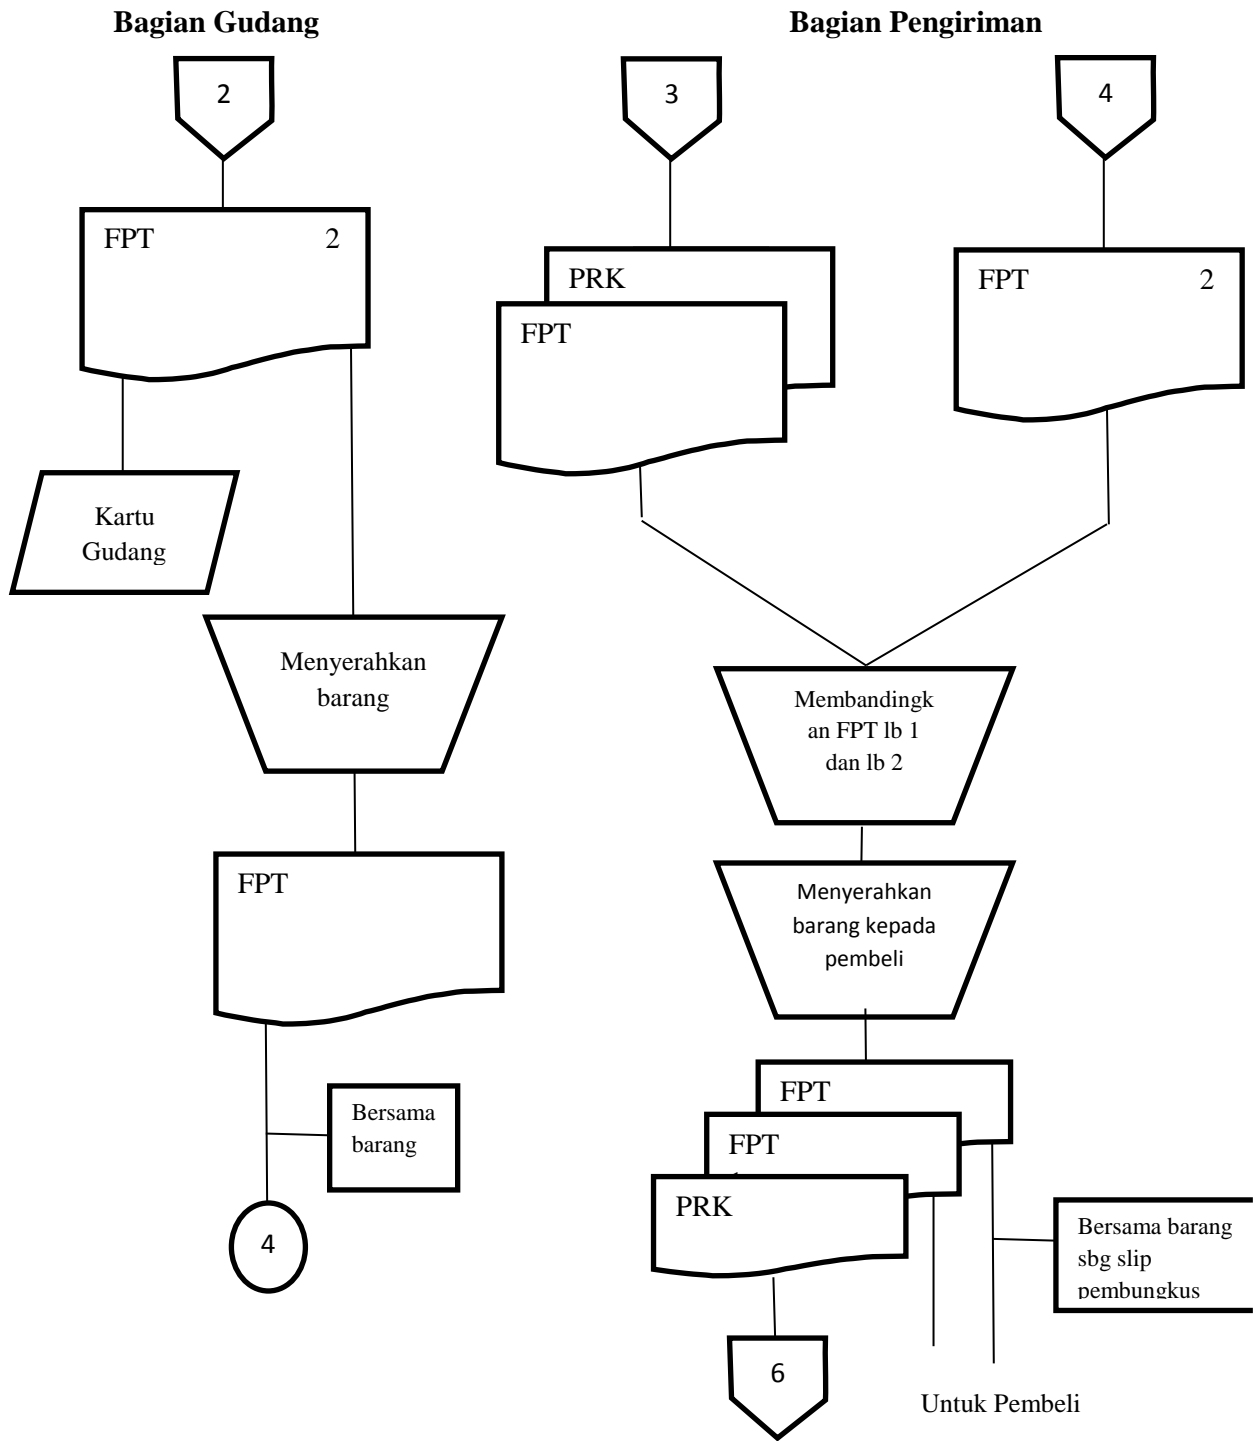 Bagian Gudang
Bagian Pengiriman
2
3
4
FPT 2
PRK
FPT
FPT 2
Kartu
Gudang
Menyerahkan
barang
Membandingk
an FPT lb 1
dan lb 2
FPT
Menyerahkan
barang kepada
pembeli
Bersama
barang
4
FPT
FPT
PRK
Bersama barang
sbg slip
pembungkus
6
Untuk Pembeli